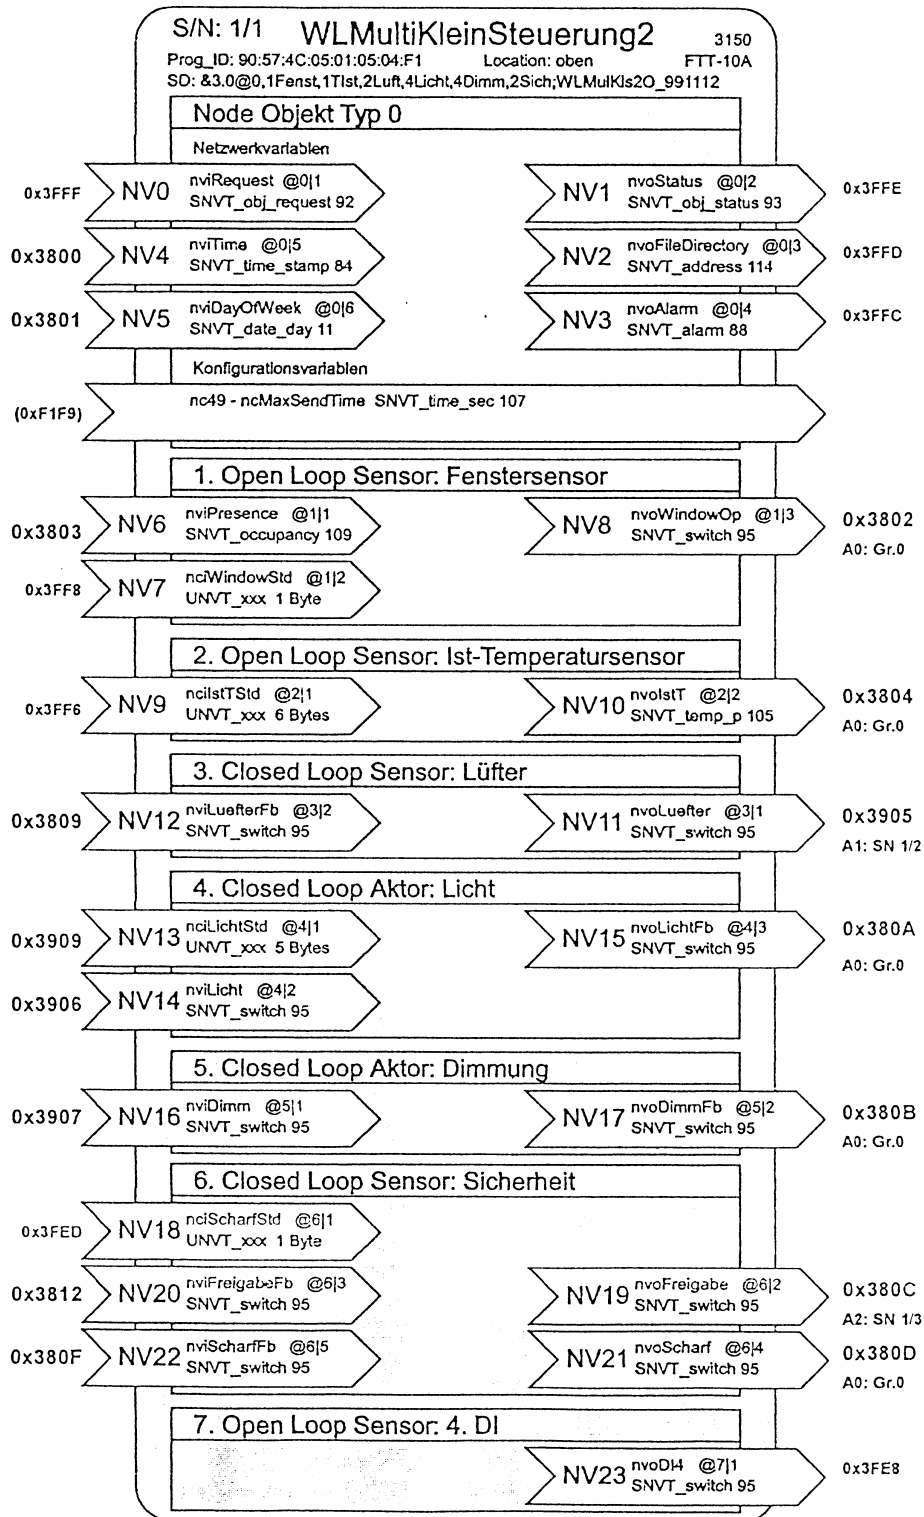 S/N: 1/1 WLMultiKleinSteuerung2 3150
Prog_ID: 90:57:4C:05:01:05:04:F1 Location: oben FTT-10A
SD: &3.0@0,1Fenst,1TIst,2Luft,4Licht,4Dimm,2Sich;WLMulKls2O_991112
Node Objekt Typ 0
Netzwerkvariablen
0x3FFF NV0 nviRequest @0|1 SNVT_obj_request 92
NV1 nvoStatus @0|2 SNVT_obj_status 93 0x3FFE
0x3800 NV4 nviTime @0|5 SNVT_time_stamp 84
NV2 nvoFileDirectory @0|3 SNVT_address 114 0x3FFD
0x3801 NV5 nviDayOfWeek @0|6 SNVT_date_day 11
NV3 nvoAlarm @0|4 SNVT_alarm 88 0x3FFC
Konfigurationsvariablen
(0xF1F9) nc49 - ncMaxSendTime SNVT_time_sec 107
1. Open Loop Sensor: Fenstersensor
0x3803 NV6 nviPresence @1|1 SNVT_occupancy 109
NV8 nvoWindowOp @1|3 SNVT_switch 95 0x3802
A0: Gr.0
0x3FF8 NV7 nciWindowStd @1|2 UNVT_xxx 1 Byte
2. Open Loop Sensor: Ist-Temperatursensor
0x3FF6 NV9 nciIstTStd @2|1 UNVT_xxx 6 Bytes
NV10 nvoIstT @2|2 SNVT_temp_p 105 0x3804
A0: Gr.0
3. Closed Loop Sensor: Lüfter
0x3809 NV12 nviLuefterFb @3|2 SNVT_switch 95
NV11 nvoLuefter @3|1 SNVT_switch 95 0x3905
A1: SN 1/2
4. Closed Loop Aktor: Licht
0x3909 NV13 nciLichtStd @4|1 UNVT_xxx 5 Bytes
NV15 nvoLichtFb @4|3 SNVT_switch 95 0x380A
A0: Gr.0
0x3906 NV14 nviLicht @4|2 SNVT_switch 95
5. Closed Loop Aktor: Dimmung
0x3907 NV16 nviDimm @5|1 SNVT_switch 95
NV17 nvoDimmFb @5|2 SNVT_switch 95 0x380B
A0: Gr.0
6. Closed Loop Sensor: Sicherheit
0x3FED NV18 nciScharfStd @6|1 UNVT_xxx 1 Byte
0x3812 NV20 nviFreigabeFb @6|3 SNVT_switch 95
NV19 nvoFreigabe @6|2 SNVT_switch 95 0x380C
A2: SN 1/3
0x380F NV22 nviScharfFb @6|5 SNVT_switch 95
NV21 nvoScharf @6|4 SNVT_switch 95 0x380D
A0: Gr.0
7. Open Loop Sensor: 4. DI
NV23 nvoDI4 @7|1 SNVT_switch 95 0x3FE8